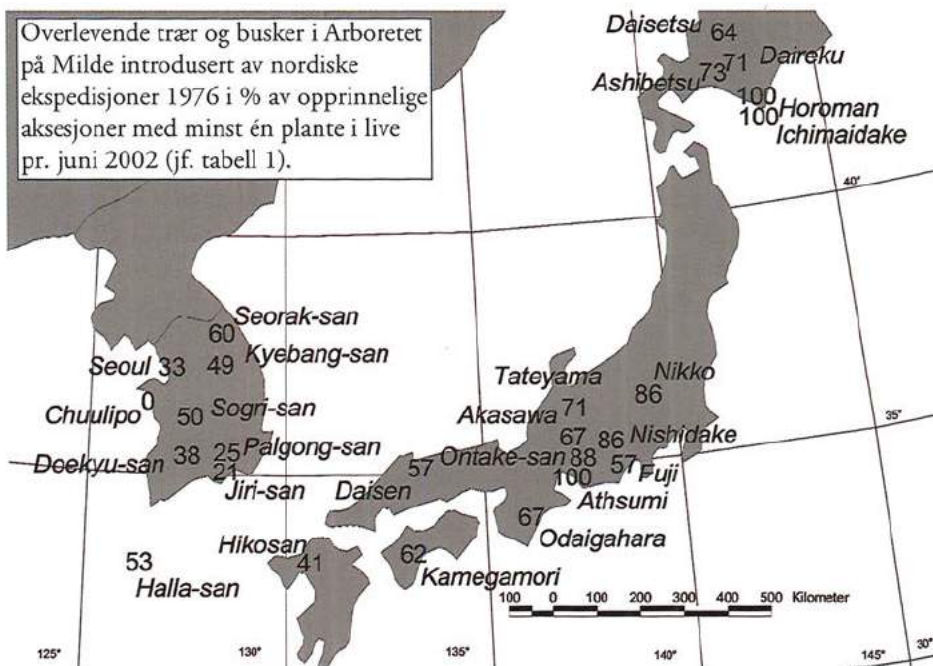 Overlevende trær og busker i Arboretet
på Milde introdusert av nordiske
ekspedisjoner 1976 i % av opprinnelige
aksesjoner med minst én plante i live
pr. juni 2002 (jf. tabell 1).
Daisetsu
64
71 Daireku
73
Ashibetsu
100
Horoman
100
Ichimaidake
40°
Seorak-san
60
Kyebang-san
Seoul 33
49
Tateyama
Nikko
86
Chuulipo
0
50 Sogri-san
Akasawa
71
35°
67
86 Nishidake
Deekyu-san
38
25 Palgong-san
21
Jiri-san
Daisen
57
Ontake-san
88
57 Fuji
100
Athsumi
67
Odaigahara
53
Halla-san
Hikosan
41
62
Kamegamori
100 0 100 200 300 400 500 Kilometer
125° 130° 135° 140° 145° 30°